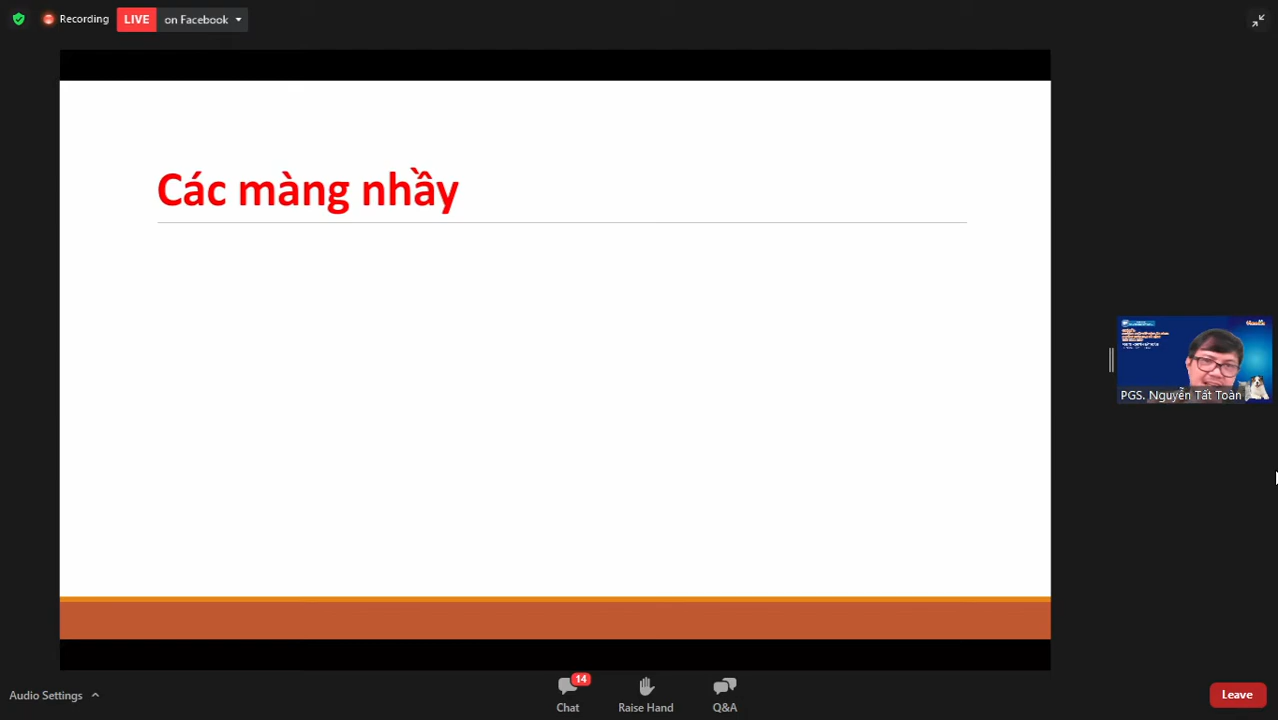 Recording
LIVE on Facebook
Các màng nhầy
PGS. Nguyễn Tất Toàn
Audio Settings
14
Chat
Raise Hand
Q&A
Leave